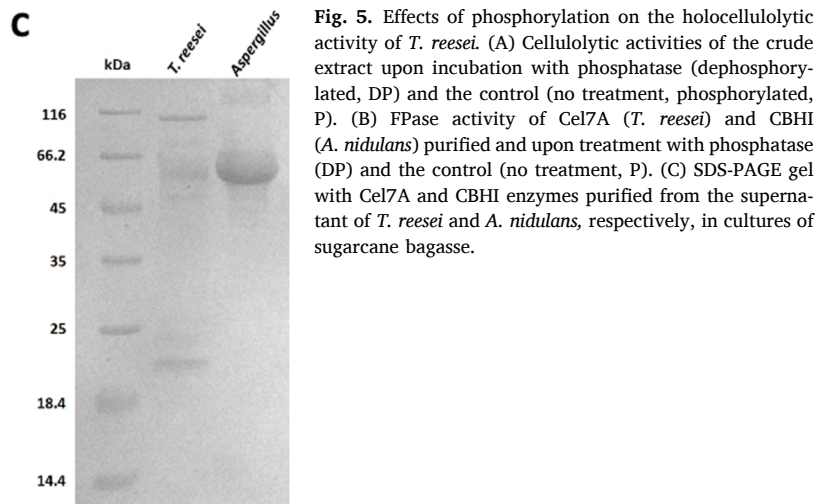 C
kDa
T. reesei
Aspergillus
116
66.2
45
35
25
18.4
14.4
Fig. 5. Effects of phosphorylation on the holocellulolytic
activity of T. reesei. (A) Cellulolytic activities of the crude
extract upon incubation with phosphatase (dephosphory-
lated, DP) and the control (no treatment, phosphorylated,
P). (B) FPase activity of Cel7A (T. reesei) and CBHI
(A. nidulans) purified and upon treatment with phosphatase
(DP) and the control (no treatment, P). (C) SDS-PAGE gel
with Cel7A and CBHI enzymes purified from the superna-
tant of T. reesei and A. nidulans, respectively, in cultures of
sugarcane bagasse.